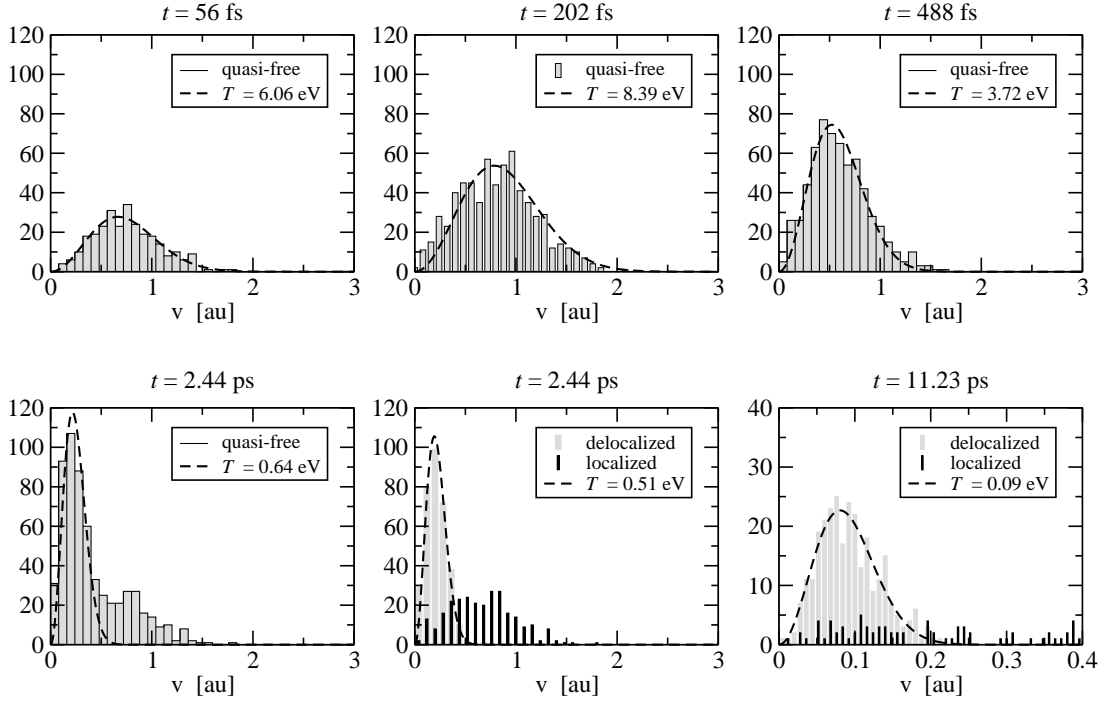 t = 56 fs
120
100
80
60
40
20
0
quasi-free
T = 6.06 eV
0 1 2 3
v [au]
t = 202 fs
120
100
80
60
40
20
0
quasi-free
T = 8.39 eV
0 1 2 3
v [au]
t = 488 fs
120
100
80
60
40
20
0
quasi-free
T = 3.72 eV
0 1 2 3
v [au]
t = 2.44 ps
120
100
80
60
40
20
0
quasi-free
T = 0.64 eV
0 1 2 3
v [au]
t = 2.44 ps
120
100
80
60
40
20
0
delocalized
localized
T = 0.51 eV
0 1 2 3
v [au]
t = 11.23 ps
40
30
20
10
0
delocalized
localized
T = 0.09 eV
0 0.1 0.2 0.3 0.4
v [au]